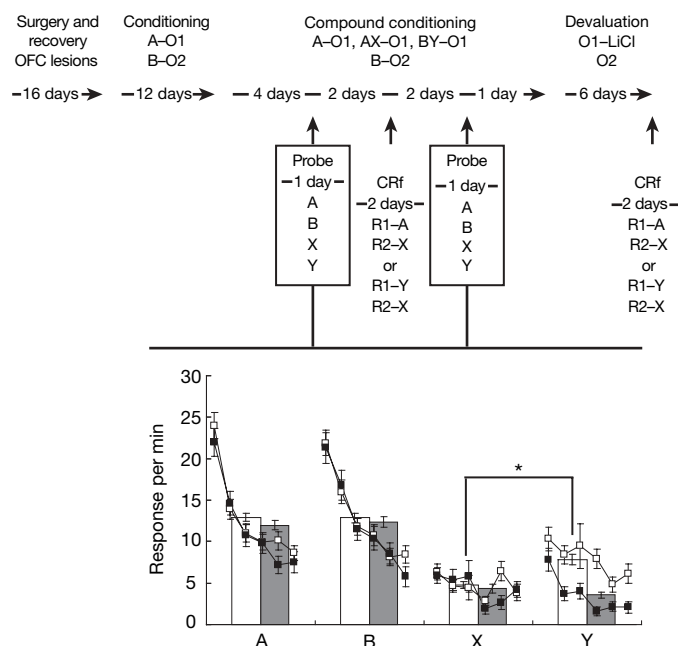 Surgery and
recovery
OFC lesions
16 days
Conditioning
A–O1
B–O2
12 days
Compound conditioning
A–O1, AX–O1, BY–O1
B–O2
4 days
2 days
2 days
1 day
Devaluation
O1–LiCl
O2
6 days
Probe
1 day
A
B
X
Y
CRf
2 days
R1–A
R2–X
or
R1–Y
R2–X
Probe
1 day
A
B
X
Y
CRf
2 days
R1–A
R2–X
or
R1–Y
R2–X
Response per min
30
25
20
15
10
5
0
*
A
B
X
Y